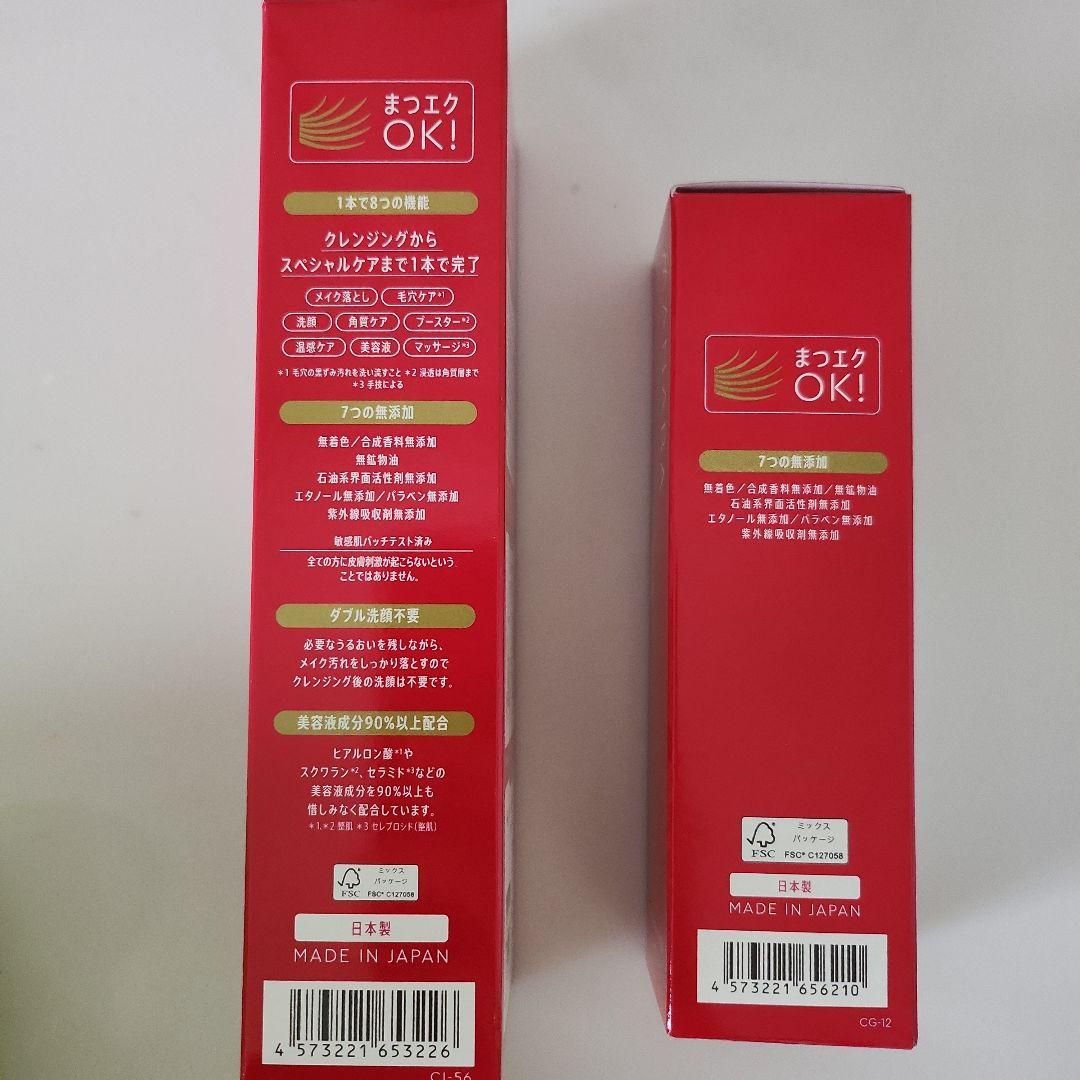 まつエク
OK!
1本で8つの機能
クレンジングから
スペシャルケアまで1本で完了
メイク落とし 毛穴ケア*1
洗顔 角質ケア ブースター*2
温感ケア 美容液 マッサージ*3
*1 毛穴の黒ずみ汚れを洗い流すこと *2 浸透は角質層まで
*3 手技による
7つの無添加
無着色/合成香料無添加
無鉱物油
石油系界面活性剤無添加
エタノール無添加/パラベン無添加
紫外線吸収剤無添加
敏感肌パッチテスト済み
全ての方に皮膚刺激が起こらないという
ことではありません。
ダブル洗顔不要
必要なうるおいを残しながら、
メイク汚れをしっかり落とすので
クレンジング後の洗顔は不要です。
美容液成分90%以上配合
ヒアルロン酸*1や
スクワラン*2、セラミド*3などの
美容液成分を90%以上も
惜しみなく配合しています。
*1、*2 整肌 *3 セレブロシド(整肌)
FSC
ミックス
パッケージ
FSC® C127058
日本製
MADE IN JAPAN
4 573221 653226
CJ-56
まつエク
OK!
7つの無添加
無着色/合成香料無添加/無鉱物油
石油系界面活性剤無添加
エタノール無添加/パラベン無添加
紫外線吸収剤無添加
FSC
ミックス
パッケージ
FSC® C127058
日本製
MADE IN JAPAN
4 573221 656210
CG-12